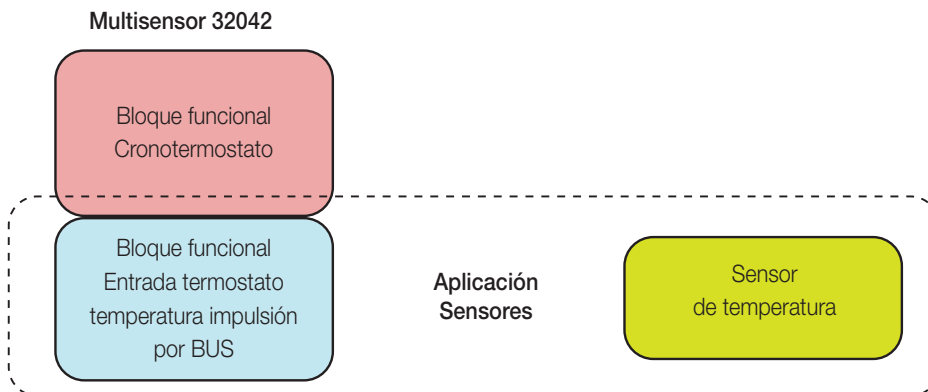 Multisensor 32042
Bloque funcional
Cronotermostato
Bloque funcional
Entrada termostato
temperatura impulsión
por BUS
Aplicación
Sensores
Sensor
de temperatura